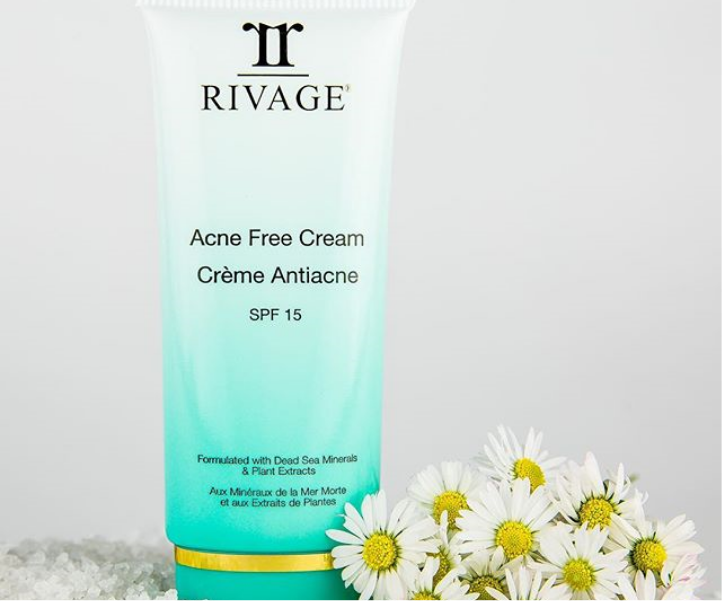 RIVAGE®
Acne Free Cream
Crème Antiacne
SPF 15
Formulated with Dead Sea Minerals
& Plant Extracts
Aux Minéraux de la Mer Morte
et aux Extraits de Plantes